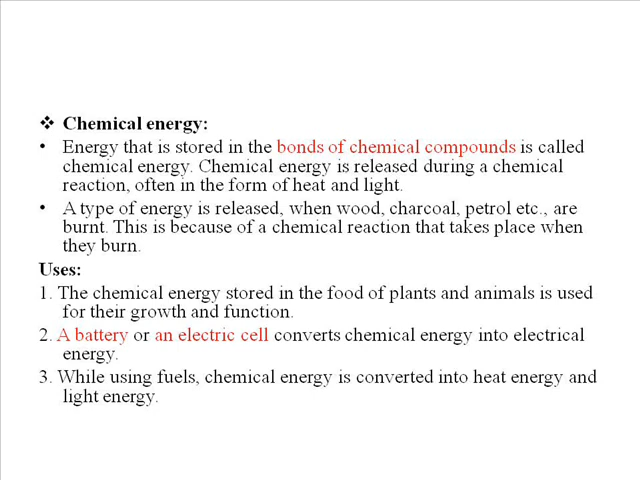 ❖ Chemical energy:
• Energy that is stored in the bonds of chemical compounds is called
chemical energy. Chemical energy is released during a chemical
reaction, often in the form of heat and light.
• A type of energy is released, when wood, charcoal, petrol etc., are
burnt. This is because of a chemical reaction that takes place when
they burn.
Uses:
1. The chemical energy stored in the food of plants and animals is used
for their growth and function.
2. A battery or an electric cell converts chemical energy into electrical
energy.
3. While using fuels, chemical energy is converted into heat energy and
light energy.